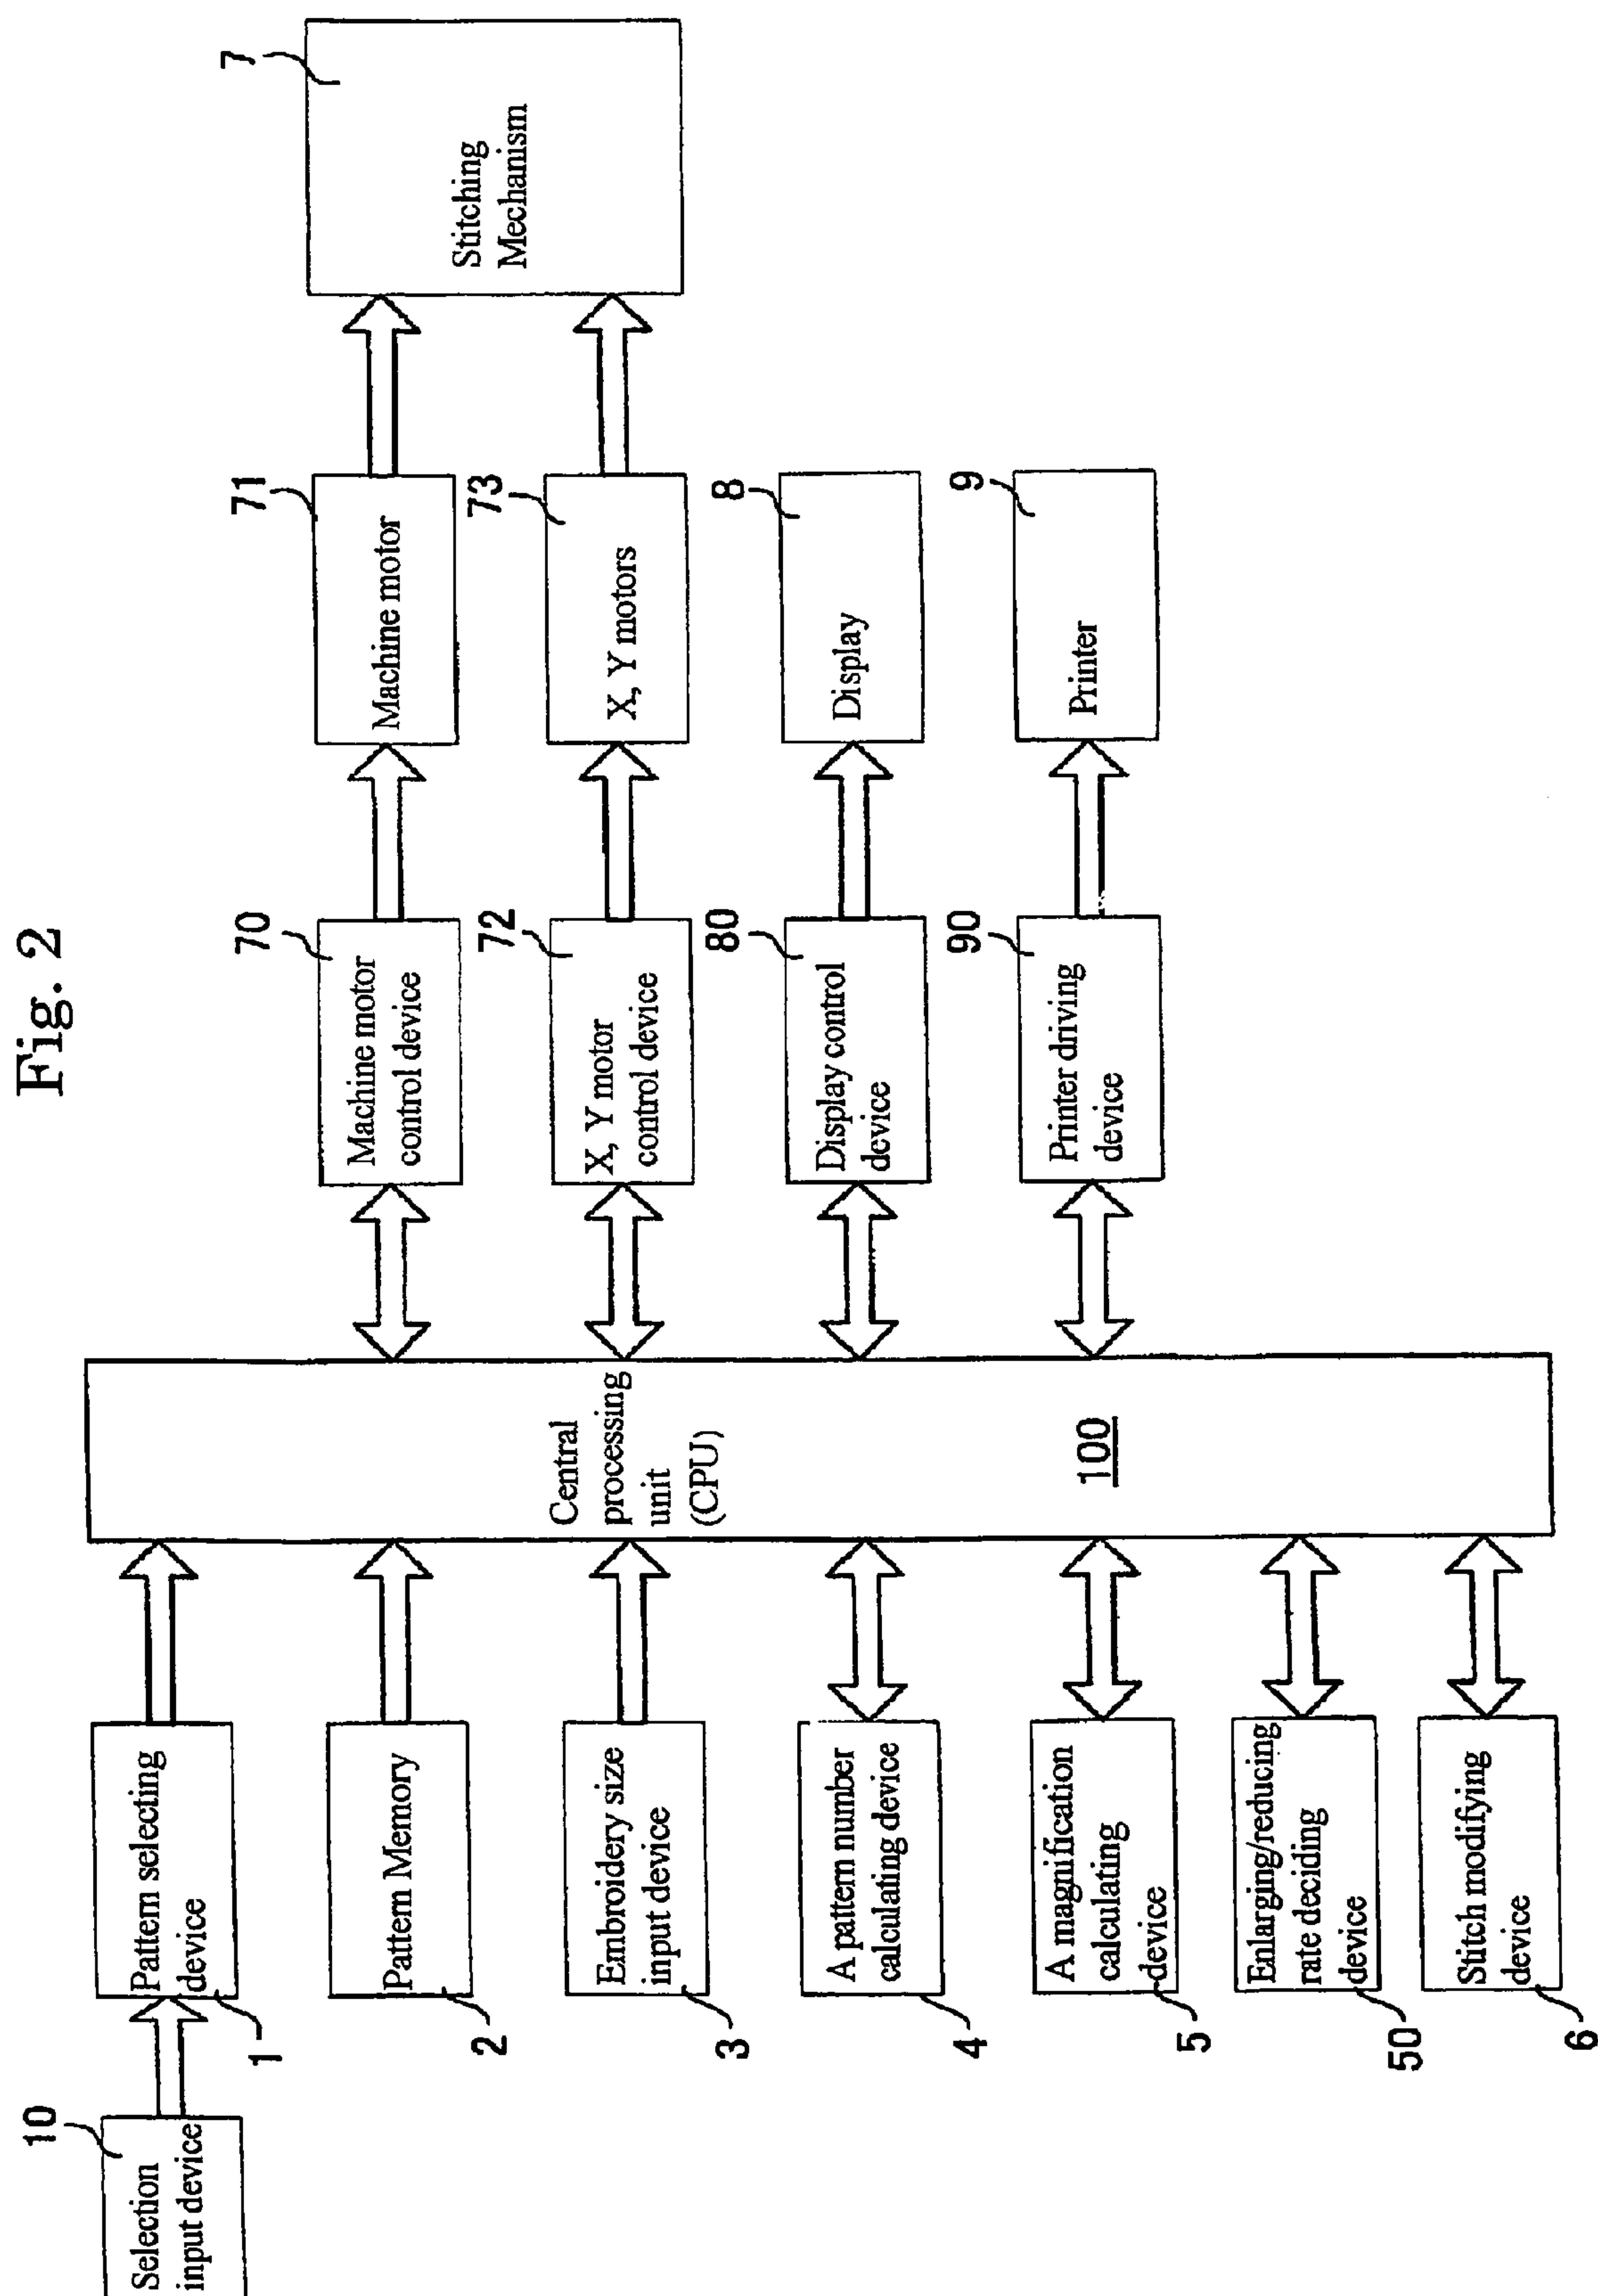 Fig. 2
10
Selection
input device
1
Pattern selecting
device
2
Pattern Memory
3
Embroidery size
input device
4
A pattern number
calculating device
5
A magnification
calculating
device
50
Enlarging/reducing
rate deciding
device
6
Stitch modifying
device
Central
processing
unit
(CPU)
100
70
Machine motor
control device
72
X, Y motor
control device
80
Display control
device
90
Printer driving
device
71
Machine motor
73
X, Y motors
8
Display
9
Printer
7
Stitching
Mechanism